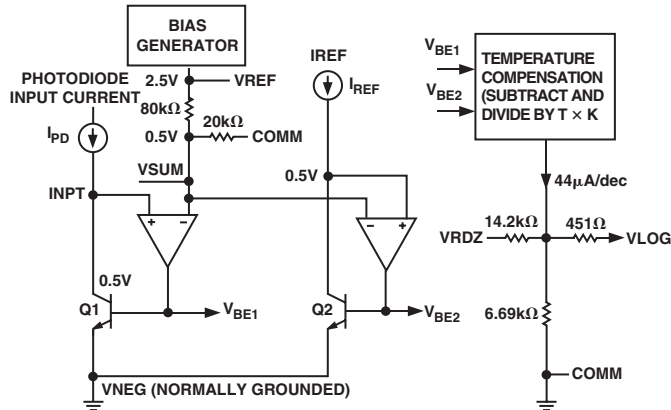 BIAS
GENERATOR
PHOTODIODE
INPUT CURRENT
2.5V
VREF
IREF
IREF
80kΩ
20kΩ
IPD
0.5V
COMM
VSUM
INPT
0.5V
+
−
−
+
0.5V
Q1
VBE1
Q2
VBE2
VNEG (NORMALLY GROUNDED)
VBE1
VBE2
TEMPERATURE
COMPENSATION
(SUBTRACT AND
DIVIDE BY T × K
44μA/dec
14.2kΩ
451Ω
VRDZ
VLOG
6.69kΩ
COMM